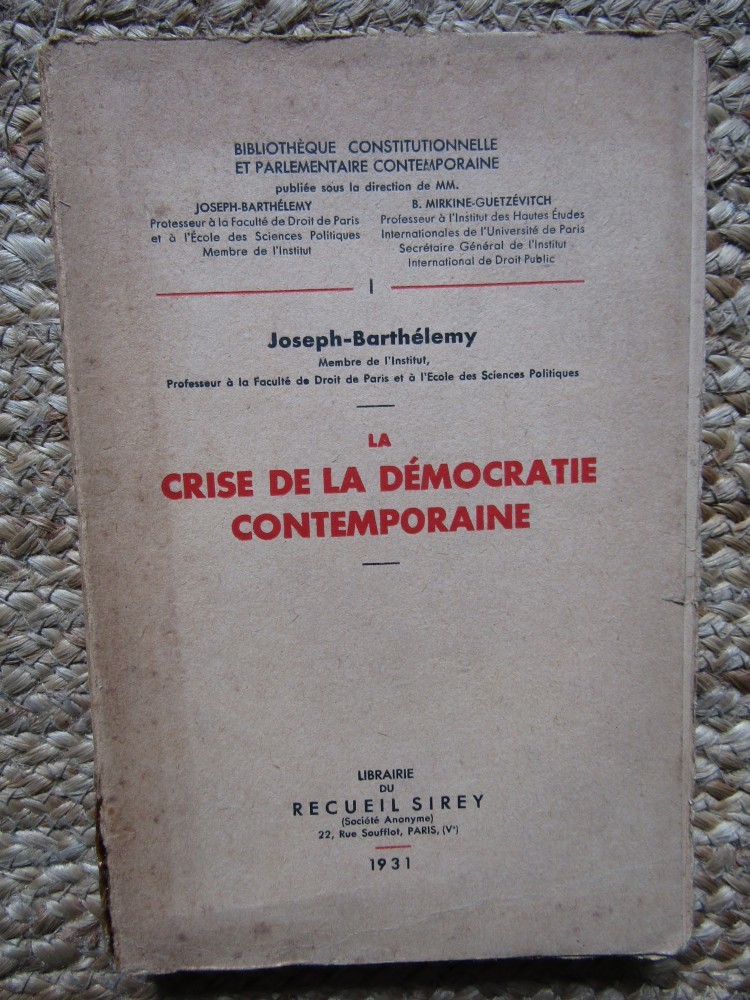 BIBLIOTHÈQUE CONSTITUTIONNELLE
ET PARLEMENTAIRE CONTEMPORAINE
publiée sous la direction de MM.
JOSEPH-BARTHÉLEMY
Professeur à la Faculté de Droit de Paris
et à l'École des Sciences Politiques
Membre de l'Institut
B. MIRKINE-GUETZÉVITCH
Professeur à l'Institut des Hautes Études
Internationales de l'Université de Paris
Secrétaire Général de l'Institut
International de Droit Public
I
Joseph-Barthélemy
Membre de l'Institut,
Professeur à la Faculté de Droit de Paris et à l'Ecole des Sciences Politiques
LA
CRISE DE LA DÉMOCRATIE
CONTEMPORAINE
LIBRAIRIE
DU
RECUEIL SIREY
(Société Anonyme)
22, Rue Soufflot, PARIS, (Vᵉ)
1931